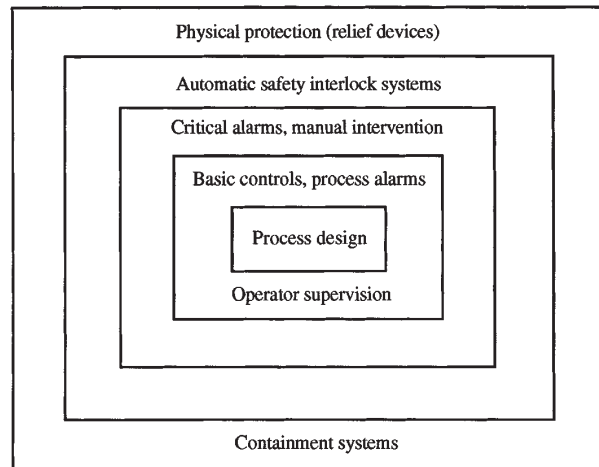 Physical protection (relief devices)
Automatic safety interlock systems
Critical alarms, manual intervention
Basic controls, process alarms
Process design
Operator supervision
Containment systems